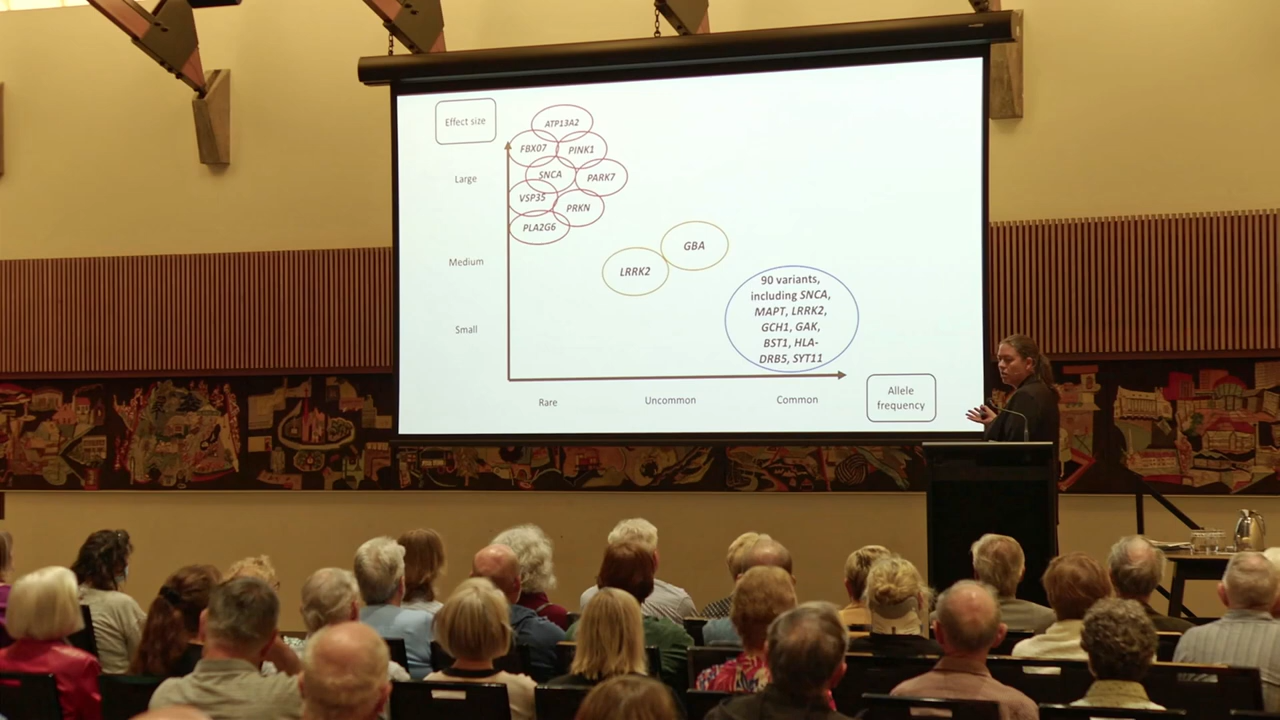 Effect size
ATP13A2
FBX07
PINK1
SNCA
PARK7
Large
VSP35
PRKN
PLA2G6
GBA
Medium
LRRK2
90 variants,
including SNCA,
MAPT, LRRK2,
GCH1, GAK,
BST1, HLA-
DRB5, SYT11
Small
Rare
Uncommon
Common
Allele
frequency